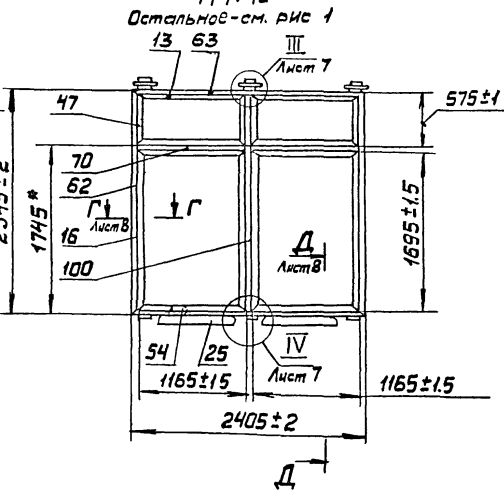 Остальное-см. рис 1
13
63
III
Лист 7
575±1
47
70
62
1745*
Г
Лист 8
Г
16
Д
Лист 8
1695±1.5
100
54
25
IV
Лист 7
1165±1.5
1165±1.5
2405±2
Д